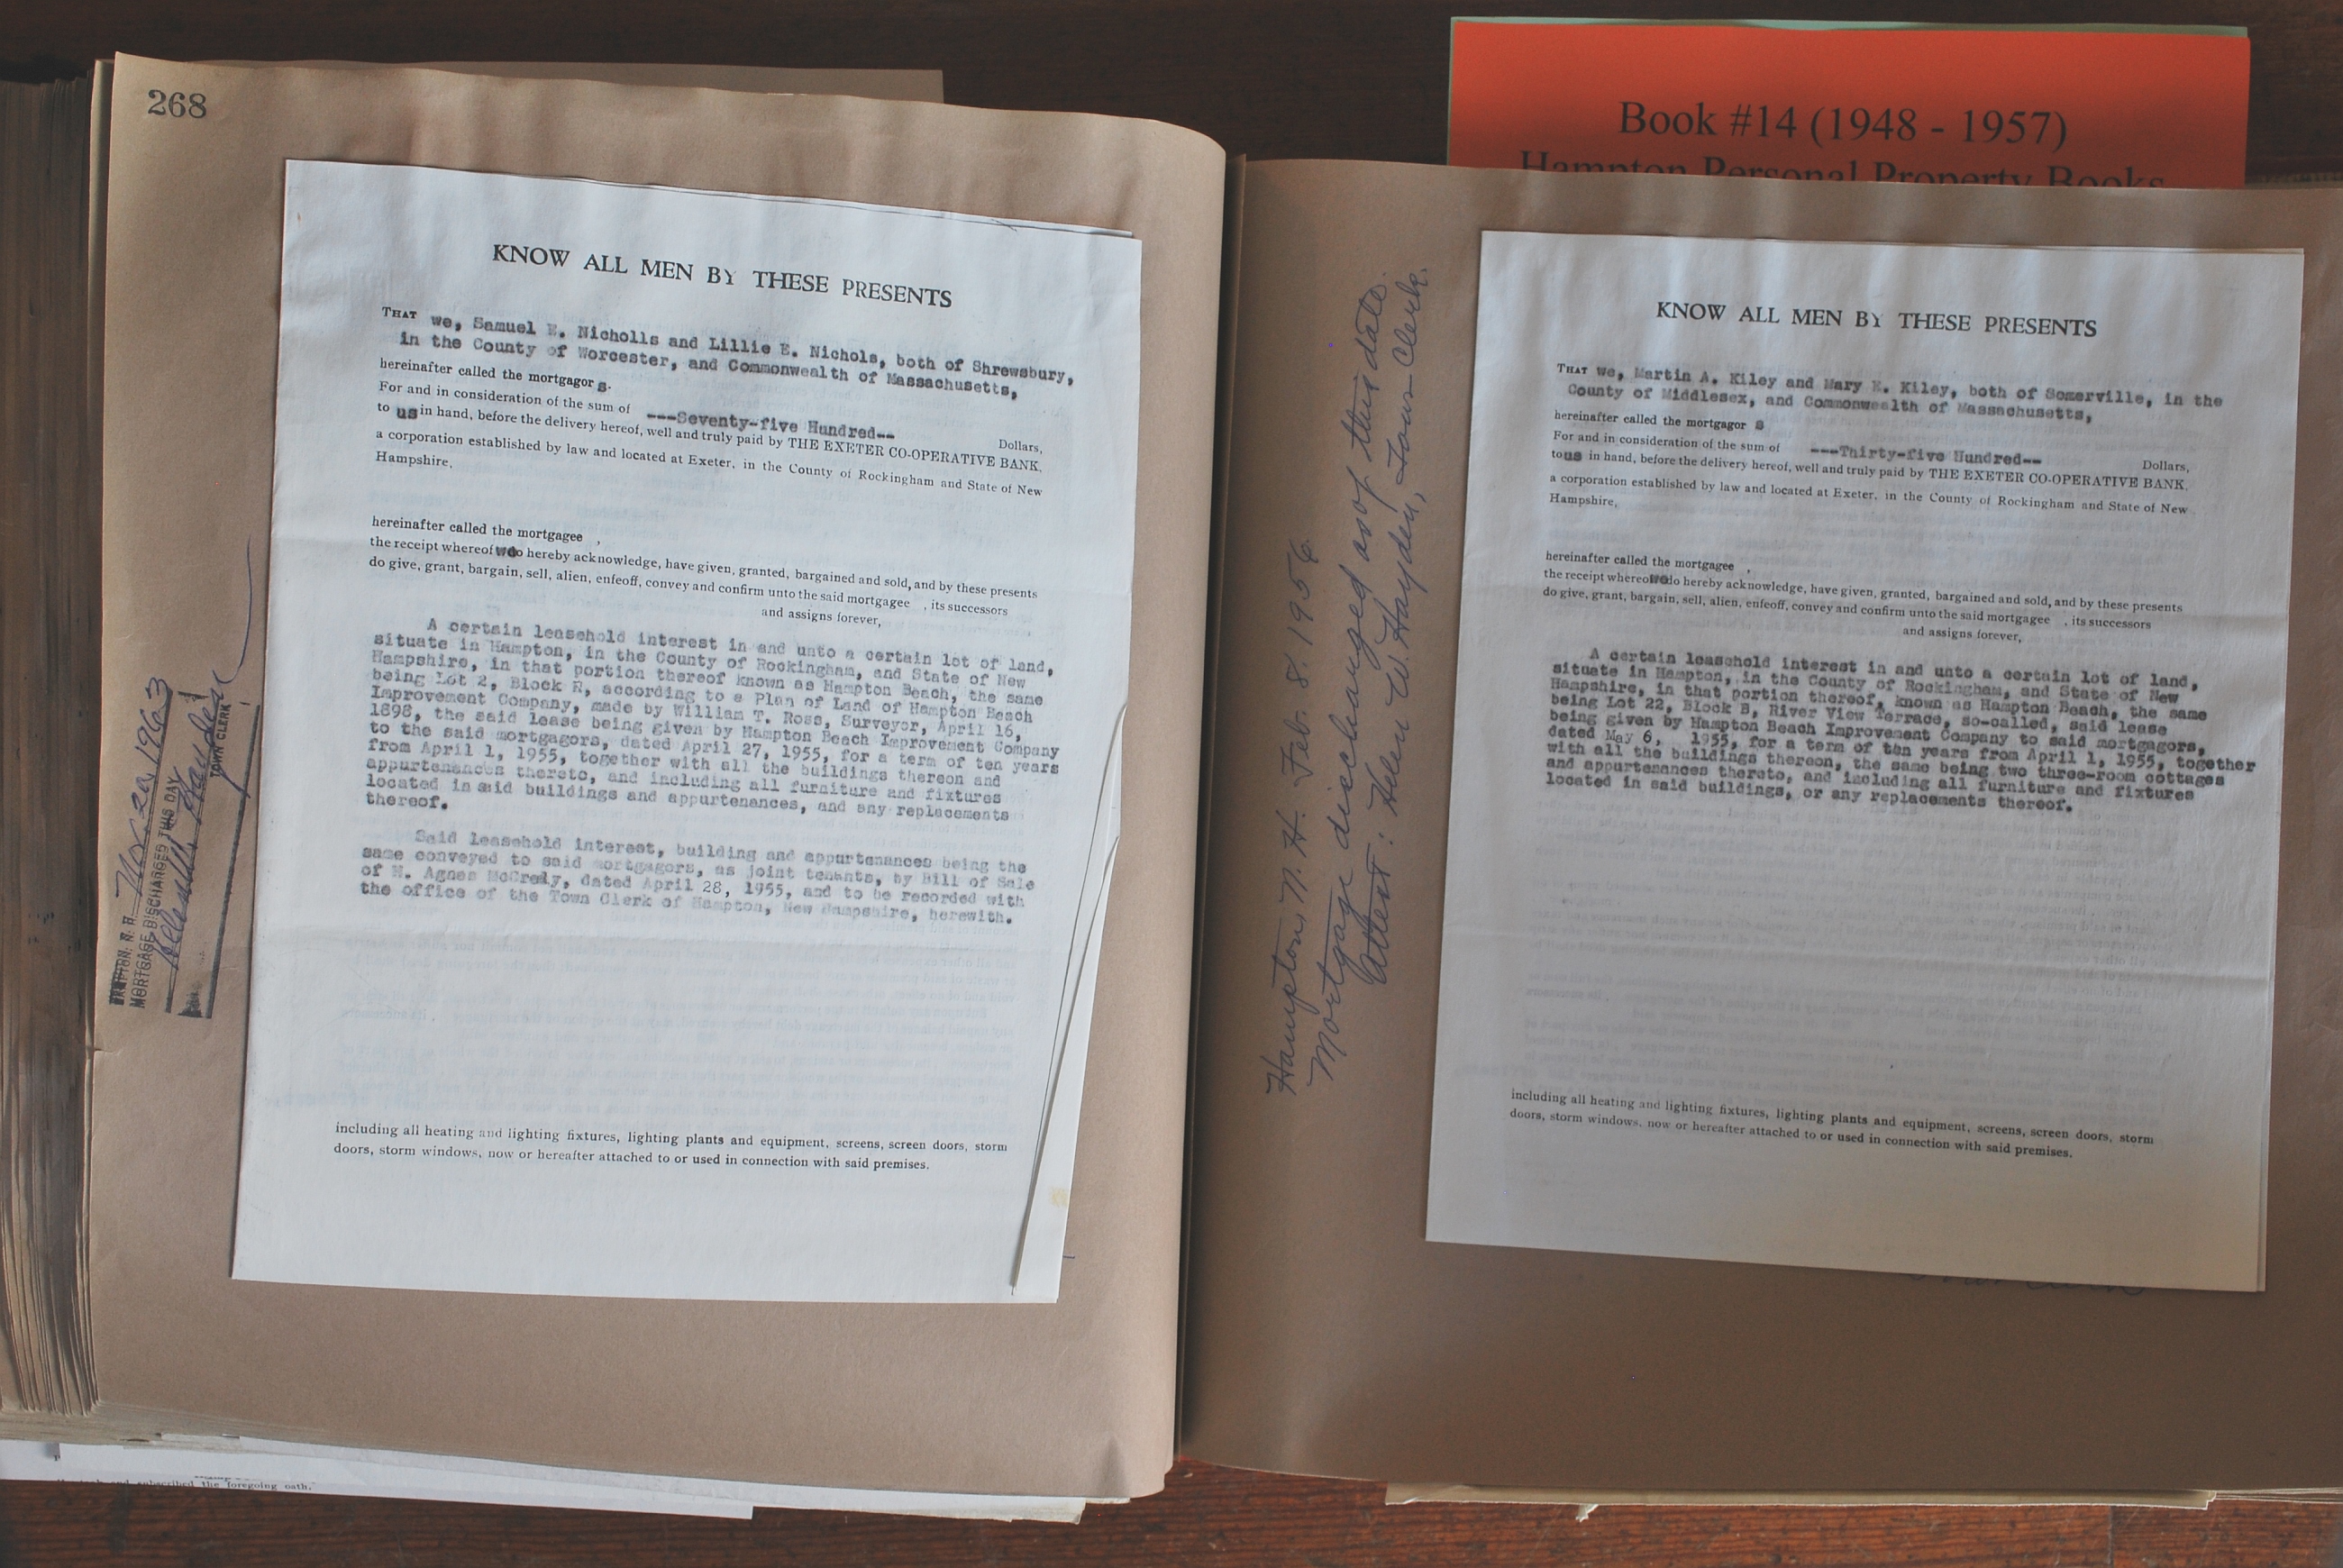 268
KNOW ALL MEN BY THESE PRESENTS
THAT we, Samuel E. Nicholls and Lillie E. Nichols, both of Shrewsbury,
in the County of Worcester, and Commonwealth of Massachusetts,
hereinafter called the mortgagor s.
For and in consideration of the sum of ---Seventy-five Hundred-- Dollars,
to us in hand, before the delivery hereof, well and truly paid by THE EXETER CO-OPERATIVE BANK,
a corporation established by law and located at Exeter, in the County of Rockingham and State of New
Hampshire,
hereinafter called the mortgagee ,
the receipt whereof we do hereby acknowledge, have given, granted, bargained and sold, and by these presents
do give, grant, bargain, sell, alien, enfeoff, convey and confirm unto the said mortgagee , its successors
and assigns forever,
A certain leasehold interest in and unto a certain lot of land,
situate in Hampton, in the County of Rockingham, and State of New
Hampshire, in that portion thereof known as Hampton Beach, the same
being Lot 2, Block R, according to a Plan of Land of Hampton Beach
Improvement Company, made by William T. Ross, Surveyor, April 16,
1898, the said lease being given by Hampton Beach Improvement Company
to the said mortgagors, dated April 27, 1955, for a term of ten years
from April 1, 1955, together with all the buildings thereon and
appurtenances thereto, and including all furniture and fixtures
located in said buildings and appurtenances, and any replacements
thereof.
Said leasehold interest, building and appurtenances being the
same conveyed to said mortgagors, as joint tenants, by Bill of Sale
of M. Agnes McGreily, dated April 28, 1955, and to be recorded with
the office of the Town Clerk of Hampton, New Hampshire, herewith.
including all heating and lighting fixtures, lighting plants and equipment, screens, screen doors, storm
doors, storm windows, now or hereafter attached to or used in connection with said premises.
HAMPTON, N. H. 20, 1963
MORTGAGE DISCHARGED THIS DAY
Helen W. Hayden
TOWN CLERK
Book #14 (1948 - 1957)
Hampton Personal Property Books
Hampton, N. H. Feb. 8, 1956.
Mortgage discharged as of this date.
Attest: Helen W. Hayden, Town Clerk.
KNOW ALL MEN BY THESE PRESENTS
THAT we, Martin A. Kiley and Mary E. Kiley, both of Somerville, in the
County of Middlesex, and Commonwealth of Massachusetts,
hereinafter called the mortgagor s
For and in consideration of the sum of ---Thirty-five Hundred-- Dollars,
to us in hand, before the delivery hereof, well and truly paid by THE EXETER CO-OPERATIVE BANK,
a corporation established by law and located at Exeter, in the County of Rockingham and State of New
Hampshire,
hereinafter called the mortgagee ,
the receipt whereof we do hereby acknowledge, have given, granted, bargained and sold, and by these presents
do give, grant, bargain, sell, alien, enfeoff, convey and confirm unto the said mortgagee , its successors
and assigns forever,
A certain leasehold interest in and unto a certain lot of land,
situate in Hampton, in the County of Rockingham, and State of New
Hampshire, in that portion thereof, known as Hampton Beach, the same
being Lot 22, Block B, River View Terrace, so-called, said lease
being given by Hampton Beach Improvement Company to said mortgagors,
dated May 6, 1955, for a term of ten years from April 1, 1955, together
with all the buildings thereon, the same being two three-room cottages
and appurtenances thereto, and including all furniture and fixtures
located in said buildings, or any replacements thereof.
including all heating and lighting fixtures, lighting plants and equipment, screens, screen doors, storm
doors, storm windows, now or hereafter attached to or used in connection with said premises.
and subscribed the foregoing oath.